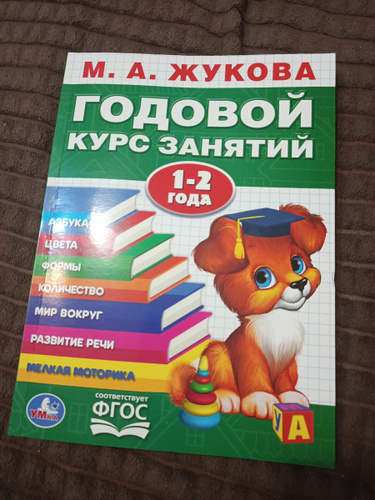 М. А. ЖУКОВА
ГОДОВОЙ
КУРС ЗАНЯТИЙ
1-2
ГОДА
АЗБУКА
ЦВЕТА
ФОРМЫ
КОЛИЧЕСТВО
МИР ВОКРУГ
РАЗВИТИЕ РЕЧИ
МЕЛКАЯ МОТОРИКА
УМка
соответствует
ФГОС
У А